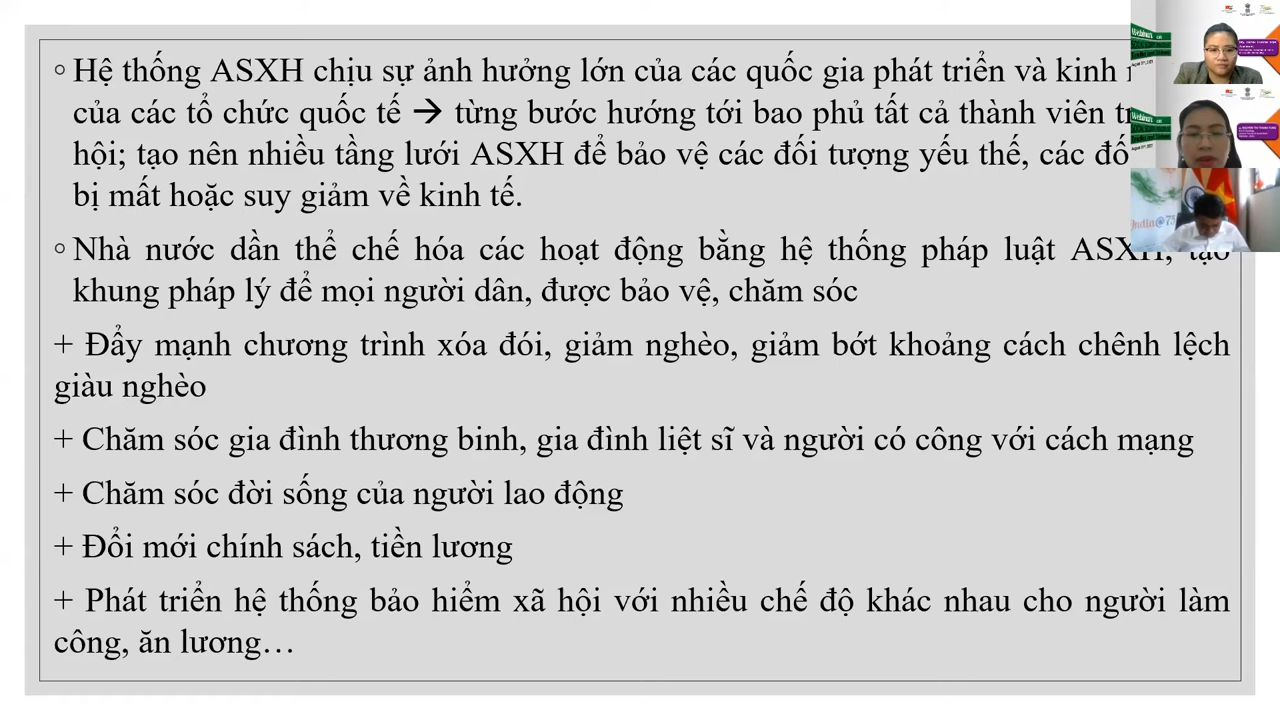 ◦ Hệ thống ASXH chịu sự ảnh hưởng lớn của các quốc gia phát triển và kinh
của các tổ chức quốc tế → từng bước hướng tới bao phủ tất cả thành viên
hội; tạo nên nhiều tầng lưới ASXH để bảo vệ các đối tượng yếu thế, các
bị mất hoặc suy giảm về kinh tế.
◦ Nhà nước dần thể chế hóa các hoạt động bằng hệ thống pháp luật ASXH, tạo
khung pháp lý để mọi người dân, được bảo vệ, chăm sóc
+ Đẩy mạnh chương trình xóa đói, giảm nghèo, giảm bớt khoảng cách chênh lệch
giàu nghèo
+ Chăm sóc gia đình thương binh, gia đình liệt sĩ và người có công với cách mạng
+ Chăm sóc đời sống của người lao động
+ Đổi mới chính sách, tiền lương
+ Phát triển hệ thống bảo hiểm xã hội với nhiều chế độ khác nhau cho người làm
công, ăn lương…
Webinar
Webinar
India@75